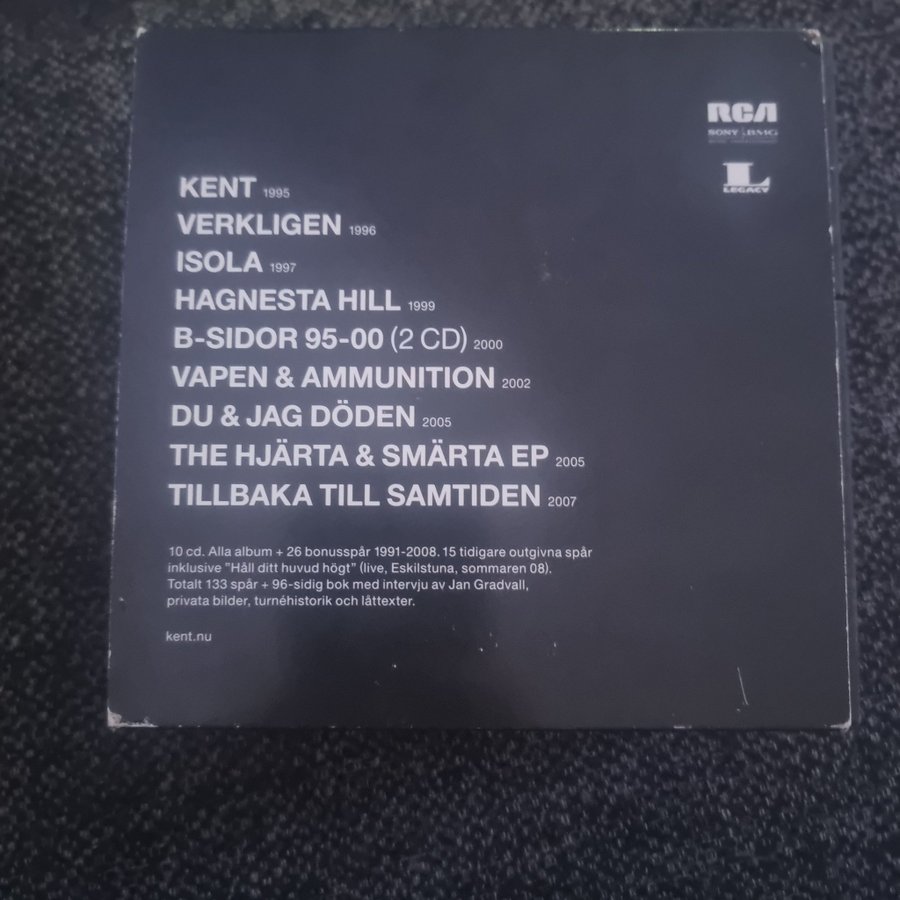 RCA
SONY BMG
LEGACY
KENT 1995
VERKLIGEN 1996
ISOLA 1997
HAGNESTA HILL 1999
B-SIDOR 95-00 (2 CD) 2000
VAPEN & AMMUNITION 2002
DU & JAG DÖDEN 2005
THE HJÄRTA & SMÄRTA EP 2005
TILLBAKA TILL SAMTIDEN 2007
10 cd. Alla album + 26 bonusspår 1991-2008. 15 tidigare outgivna spår
inklusive "Håll ditt huvud högt" (live, Eskilstuna, sommaren 08).
Totalt 133 spår + 96-sidig bok med intervju av Jan Gradvall,
privata bilder, turnéhistorik och låttexter.
kent.nu